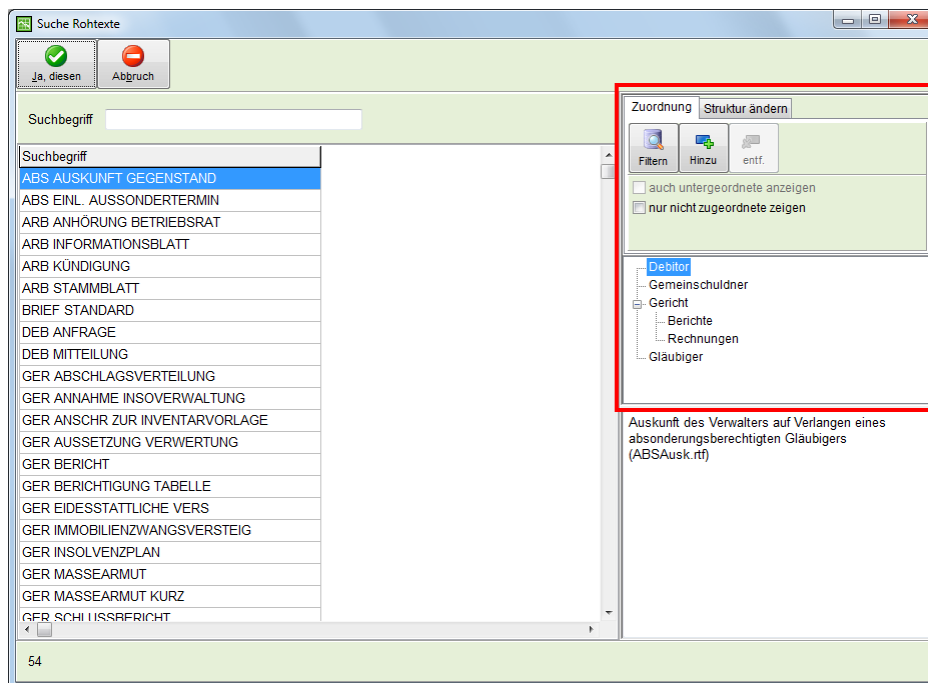 Suche Rohtexte
Ja, diesen
Abbruch
Suchbegriff
Suchbegriff
ABS AUSKUNFT GEGENSTAND
ABS EINL. AUSSONDERTERMIN
ARB ANHÖRUNG BETRIEBSRAT
ARB INFORMATIONSBLATT
ARB KÜNDIGUNG
ARB STAMMBLATT
BRIEF STANDARD
DEB ANFRAGE
DEB MITTEILUNG
GER ABSCHLAGSVERTEILUNG
GER ANNAHME INSOVERWALTUNG
GER ANSCHR ZUR INVENTARVORLAGE
GER AUSSETZUNG VERWERTUNG
GER BERICHT
GER BERICHTIGUNG TABELLE
GER EIDESSTATTLICHE VERS
GER IMMOBILIENZWANGSVERSTEIG
GER INSOLVENZPLAN
GER MASSEARMUT
GER MASSEARMUT KURZ
GER SCHLUSSBERICHT
Zuordnung
Struktur ändern
Filtern
Hinzu
entf.
auch untergeordnete anzeigen
nur nicht zugeordnete zeigen
Debitor
Gemeinschuldner
Gericht
Berichte
Rechnungen
Gläubiger
Auskunft des Verwalters auf Verlangen eines
absonderungsberechtigten Gläubigers
(ABSAusk.rtf)
54